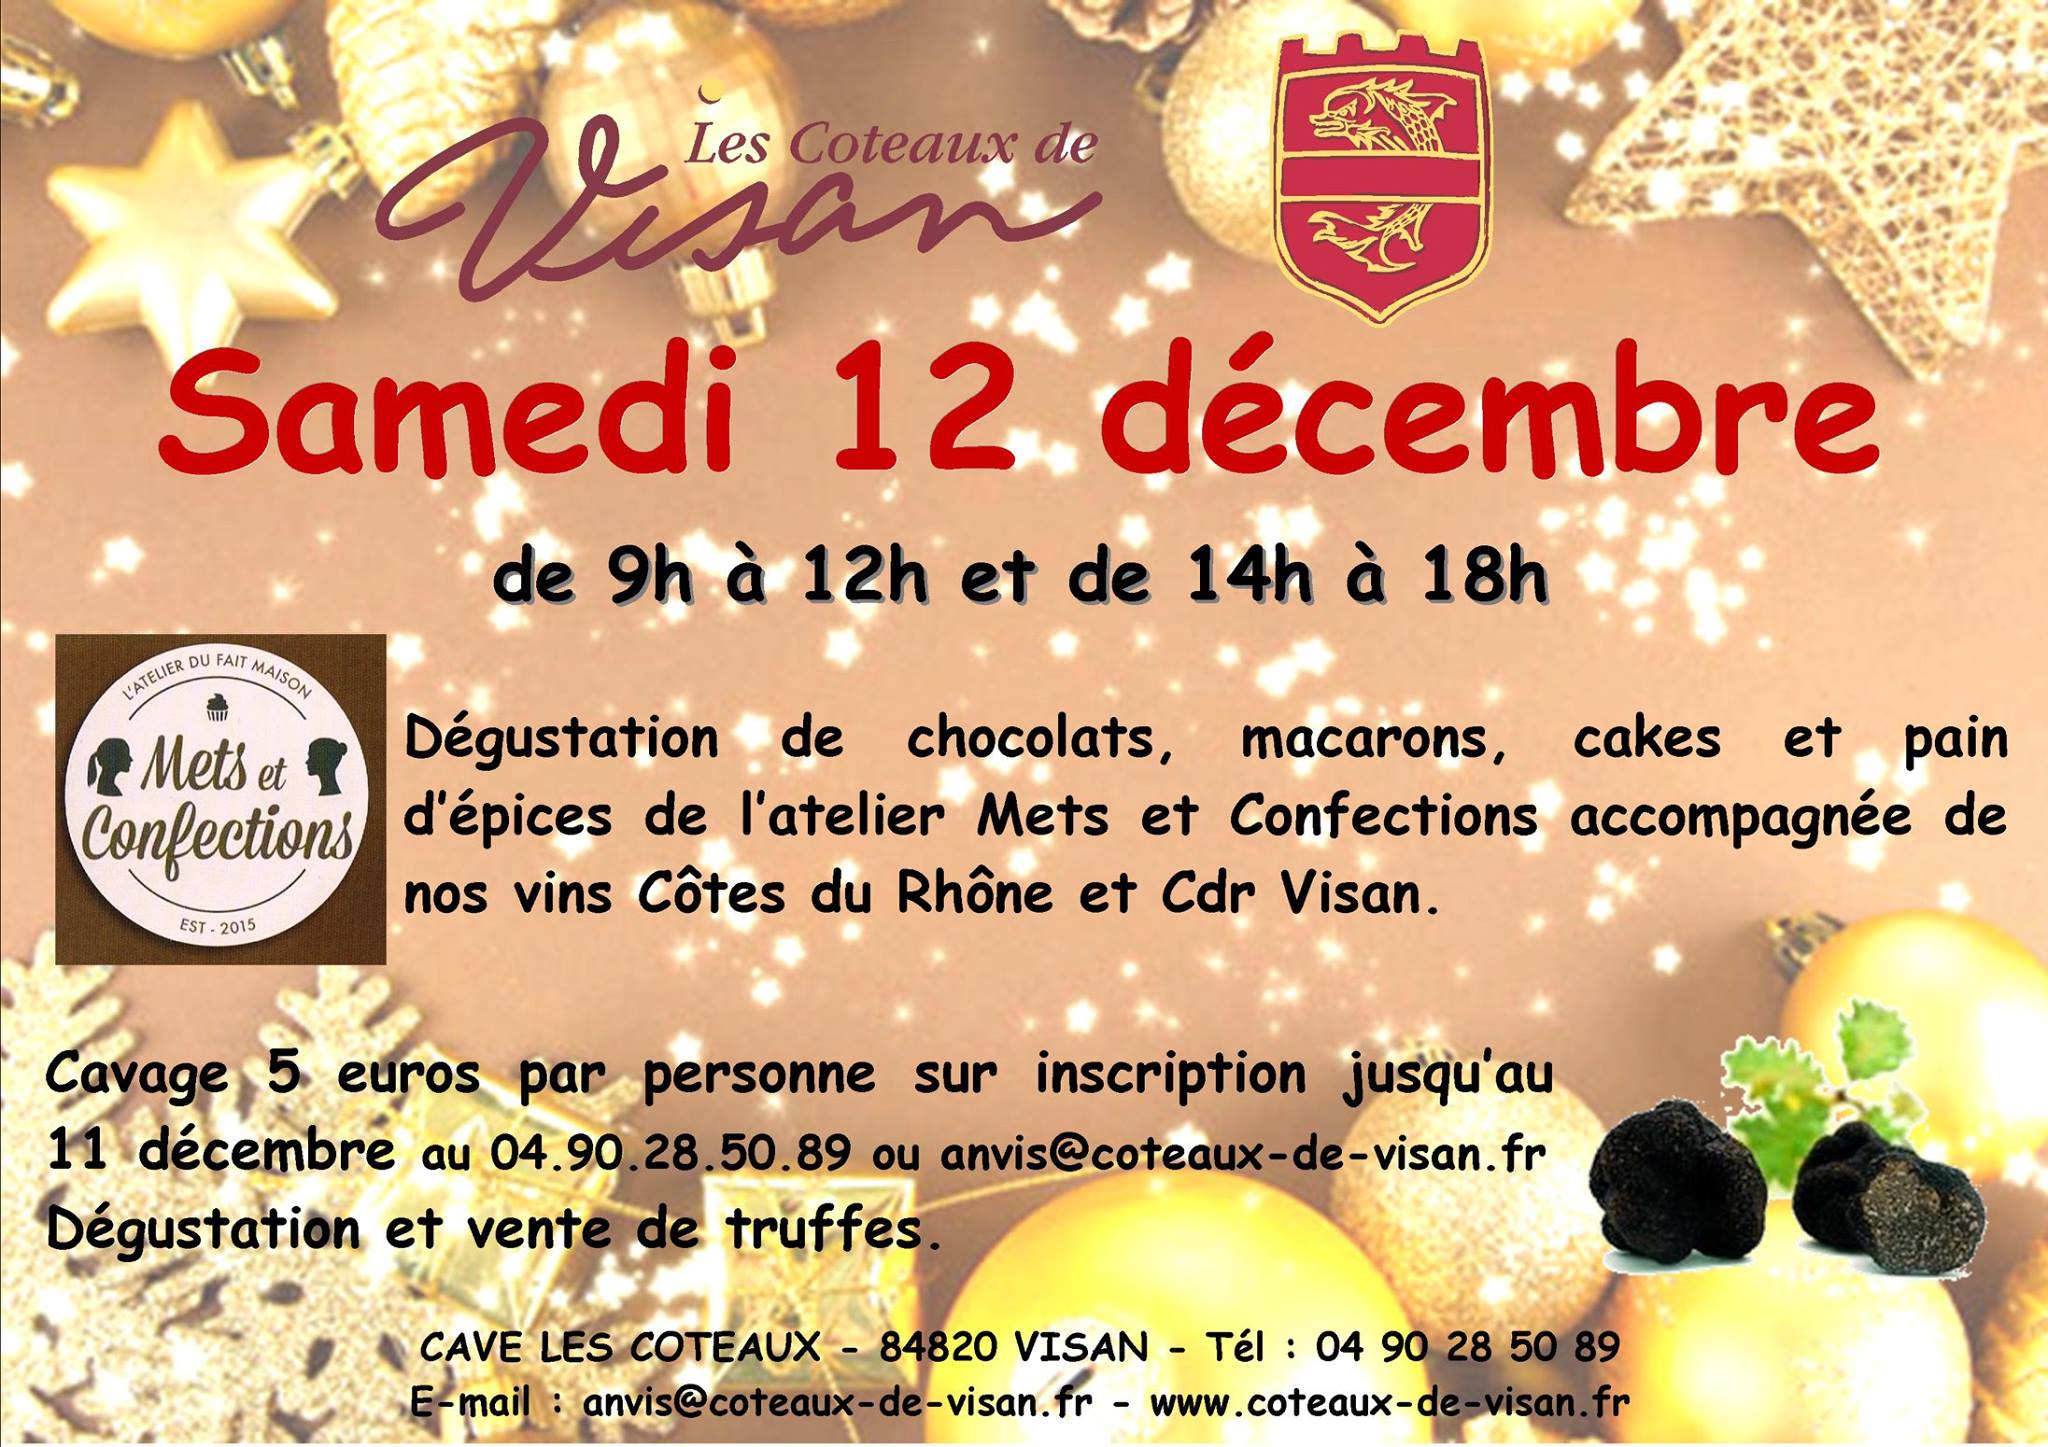 Les Coteaux de
Visan
Samedi 12 décembre
de 9h à 12h et de 14h à 18h
L'ATELIER DU FAIT MAISON
Mets et
Confections
EST - 2015
Dégustation de chocolats, macarons, cakes et pain
d'épices de l'atelier Mets et Confections accompagnée de
nos vins Côtes du Rhône et Cdr Visan.
Cavage 5 euros par personne sur inscription jusqu'au
11 décembre au 04.90.28.50.89 ou anvis@coteaux-de-visan.fr
Dégustation et vente de truffes.
CAVE LES COTEAUX - 84820 VISAN - Tél : 04 90 28 50 89
E-mail : anvis@coteaux-de-visan.fr - www.coteaux-de-visan.fr